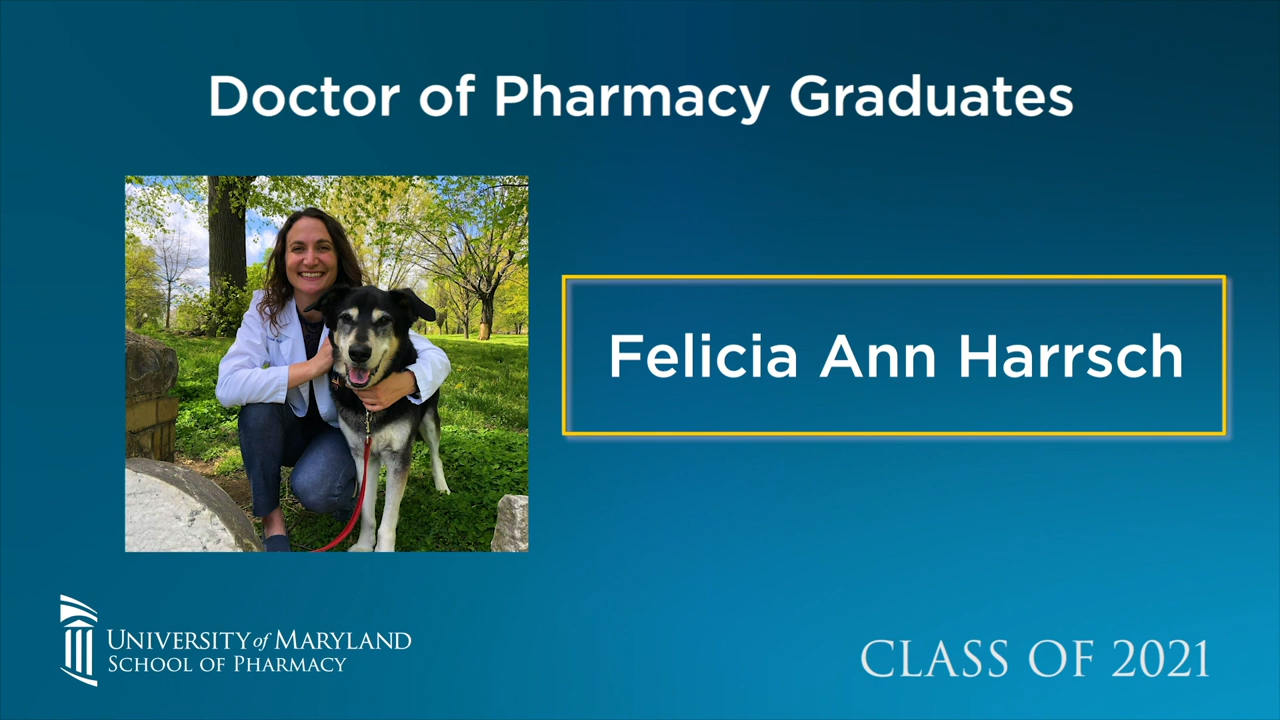 Doctor of Pharmacy Graduates
Felicia Ann Harrsch
UNIVERSITY of MARYLAND
SCHOOL OF PHARMACY
CLASS OF 2021